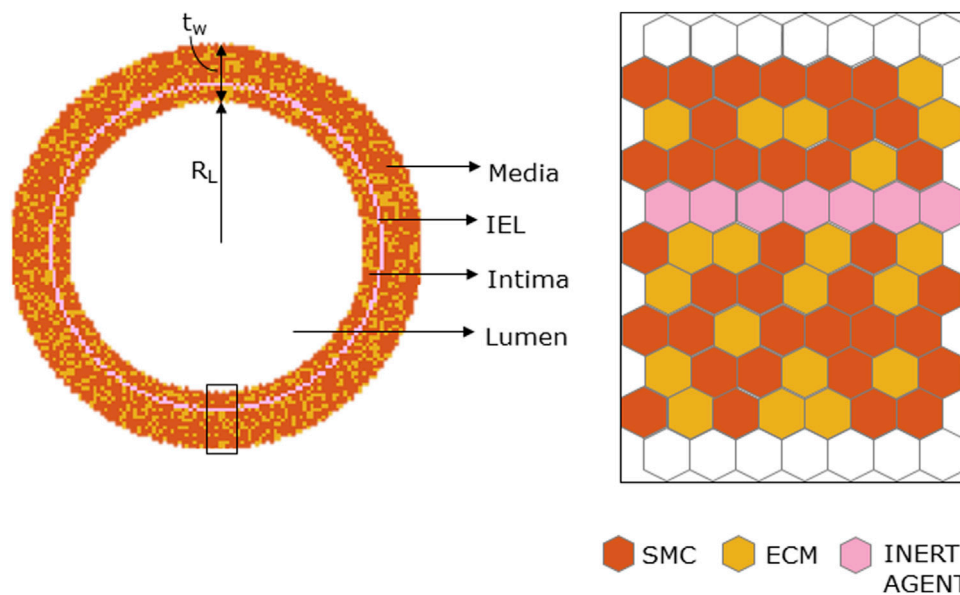 tw
RL
Media
IEL
Intima
Lumen
SMC
ECM
INERT
AGENT